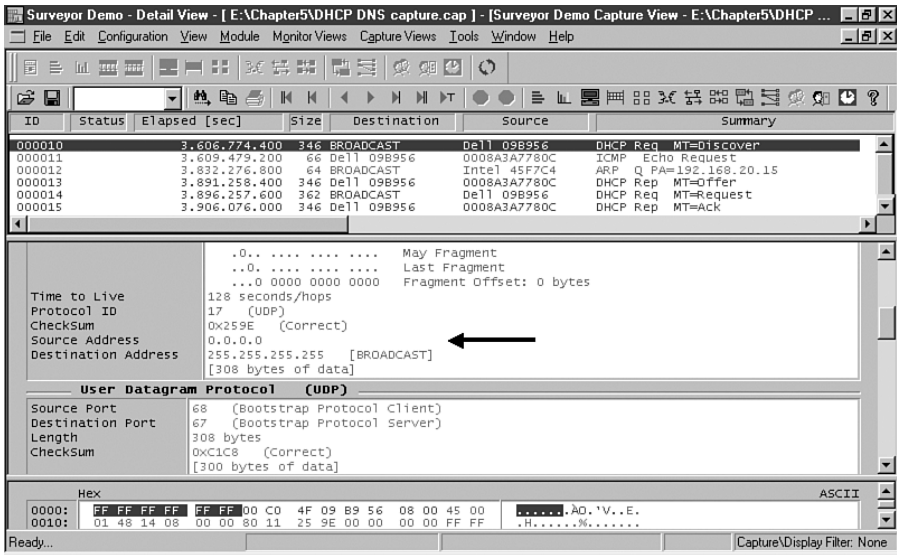 Surveyor Demo - Detail View - [ E:\Chapter5\DHCP DNS capture.cap ] - [Surveyor Demo Capture View - E:\Chapter5\DHCP ...
File Edit Configuration View Module Monitor Views Capture Views Tools Window Help
ID Status Elapsed [sec] Size Destination Source Summary
000010 3.606.774.400 346 BROADCAST Dell 09B956 DHCP Req MT=Discover
000011 3.609.479.200 66 Dell 09B956 0008A3A7780C ICMP Echo Request
000012 3.832.276.800 64 BROADCAST Intel 45F7C4 ARP Q PA=192.168.20.15
000013 3.891.258.400 346 Dell 09B956 0008A3A7780C DHCP Rep MT=Offer
000014 3.896.257.600 362 BROADCAST Dell 09B956 DHCP Req MT=Request
000015 3.906.076.000 346 Dell 09B956 0008A3A7780C DHCP Rep MT=Ack
.0.. .... .... .... May Fragment
..0. .... .... .... Last Fragment
...0 0000 0000 0000 Fragment Offset: 0 bytes
Time to Live 128 seconds/hops
Protocol ID 17 (UDP)
CheckSum 0x259E (Correct)
Source Address 0.0.0.0
Destination Address 255.255.255.255 [BROADCAST]
[308 bytes of data]
User Datagram Protocol (UDP)
Source Port 68 (Bootstrap Protocol Client)
Destination Port 67 (Bootstrap Protocol Server)
Length 308 bytes
CheckSum 0xC1C8 (Correct)
[300 bytes of data]
Hex ASCII
0000: FF FF FF FF FF FF 00 C0 4F 09 B9 56 08 00 45 00 .......ÀO.¹V..E.
0010: 01 48 14 08 00 00 80 11 25 9E 00 00 00 00 FF FF .H......%.......
Ready... Capture\Display Filter: None